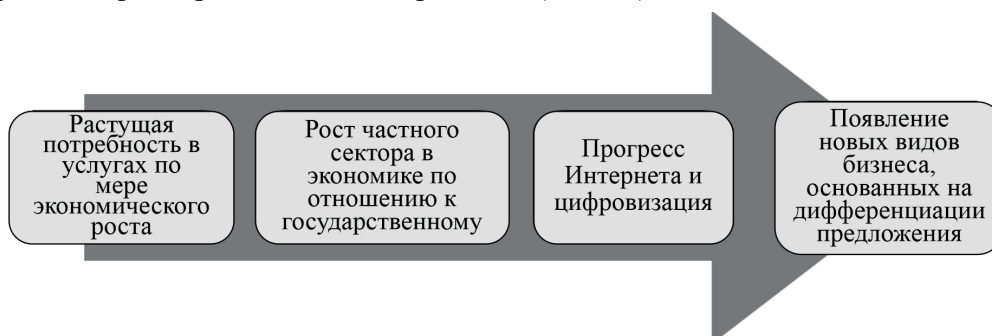 Растущая
потребность в
услугах по
мере
экономического
роста
Рост частного
сектора в
экономике по
отношению к
государственному
Прогресс
Интернета и
цифровизация
Появление
новых видов
бизнеса,
основанных на
дифференциации
предложения